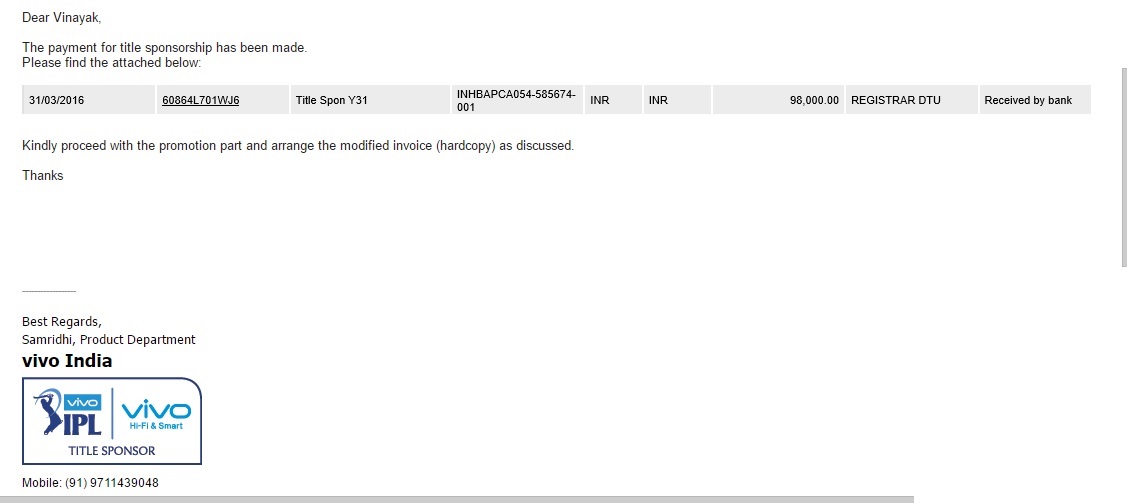 Dear Vinayak,
The payment for title sponsorship has been made.
Please find the attached below:
31/03/2016 60864L701WJ6 Title Spon Y31 INHBAPCA054-585674-001 INR INR 98,000.00 REGISTRAR DTU Received by bank
Kindly proceed with the promotion part and arrange the modified invoice (hardcopy) as discussed.
Thanks
Best Regards,
Samridhi, Product Department
vivo India
vivo IPL
vivo
Hi-Fi & Smart
TITLE SPONSOR
Mobile: (91) 9711439048